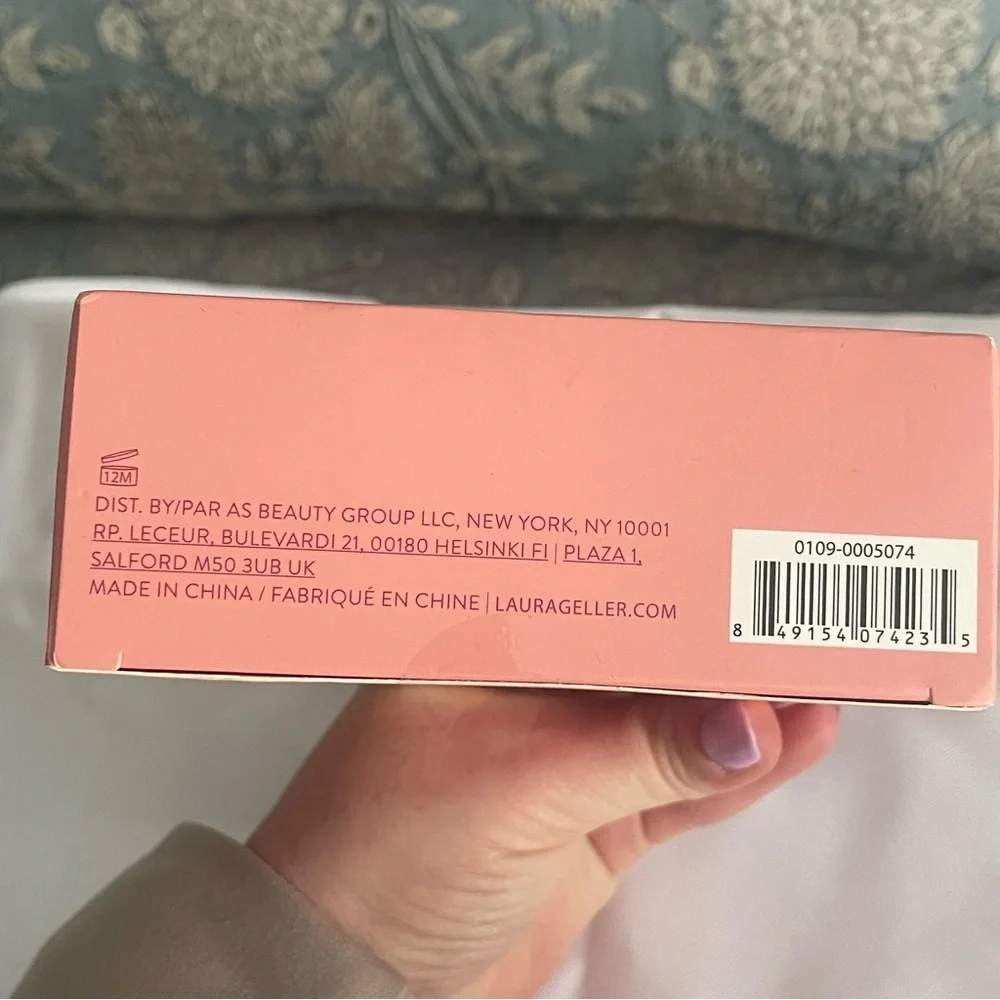 12M
DIST. BY/PAR AS BEAUTY GROUP LLC, NEW YORK, NY 10001
RP. LECEUR, BULEVARDI 21, 00180 HELSINKI FI | PLAZA 1,
SALFORD M50 3UB UK
MADE IN CHINA / FABRIQUÉ EN CHINE | LAURAGELLER.COM
0109-0005074
8 49154 07423 5